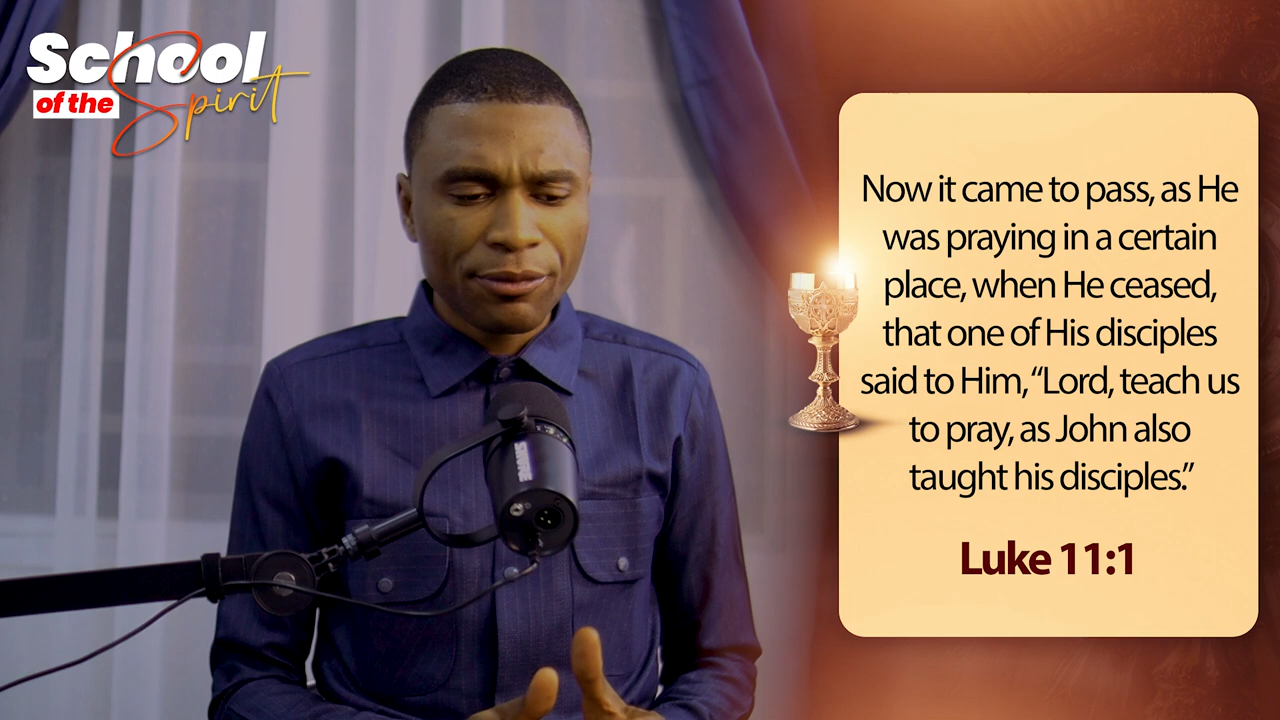 School
of the
Spirit
Now it came to pass, as He
was praying in a certain
place, when He ceased,
that one of His disciples
said to Him, “Lord, teach us
to pray, as John also
taught his disciples.”
Luke 11:1
SHURE